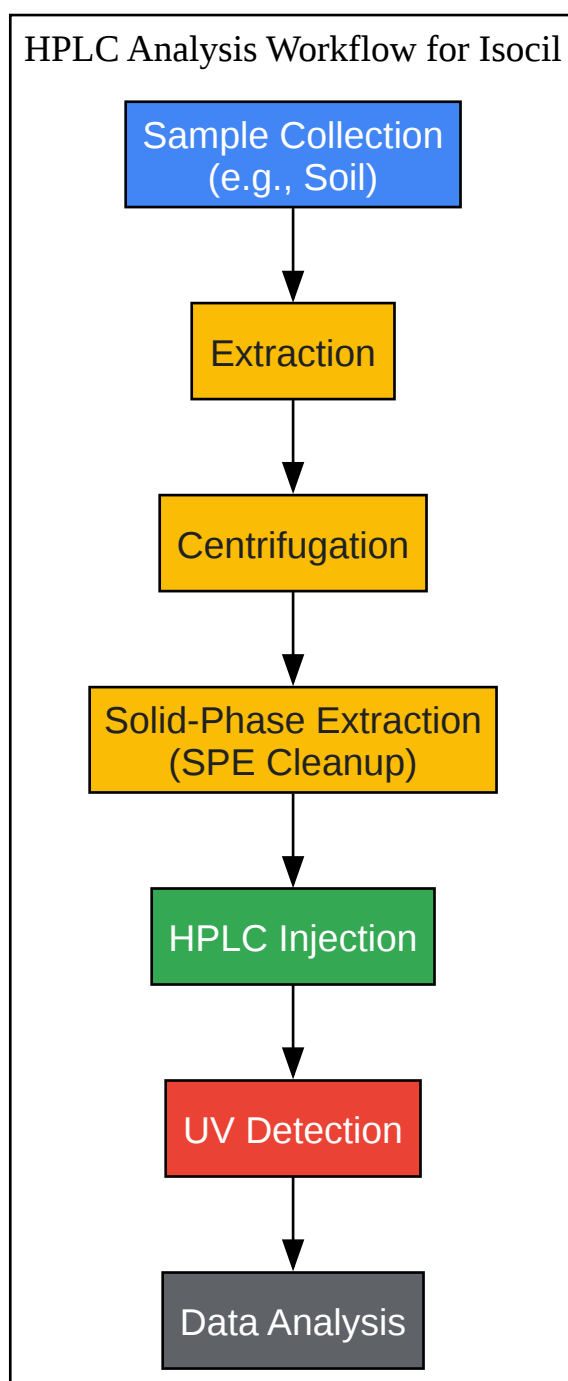 HPLC Analysis Workflow for Isocil
Sample Collection
(e.g., Soil)
Extraction
Centrifugation
Solid-Phase Extraction
(SPE Cleanup)
HPLC Injection
UV Detection
Data Analysis